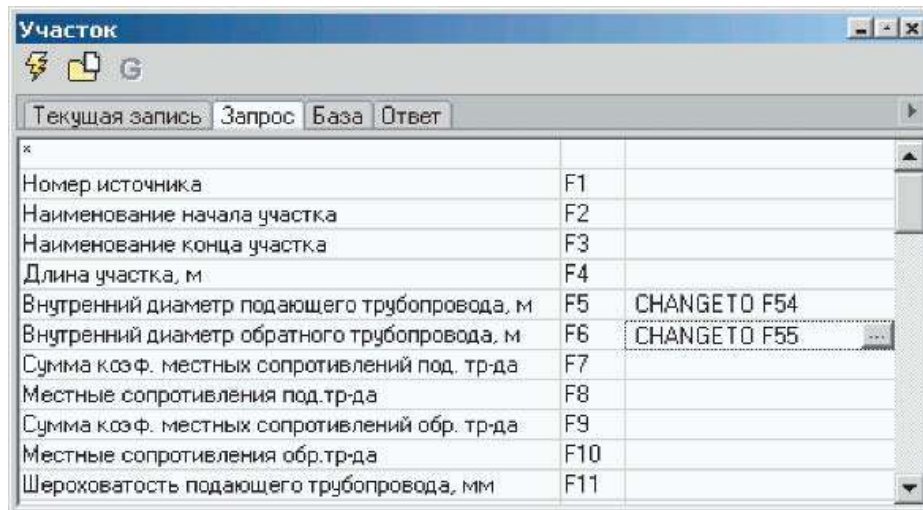 Участок
G
Текущая запись Запрос База Ответ
*
Номер источника F1
Наименование начала участка F2
Наименование конца участка F3
Длина участка, м F4
Внутренний диаметр подающего трубопровода, м F5 CHANGETO F54
Внутренний диаметр обратного трубопровода, м F6 CHANGETO F55 ...
Сумма коэф. местных сопротивлений под. тр-да F7
Местные сопротивления под.тр-да F8
Сумма коэф. местных сопротивлений обр. тр-да F9
Местные сопротивления обр.тр-да F10
Шероховатость подающего трубопровода, мм F11